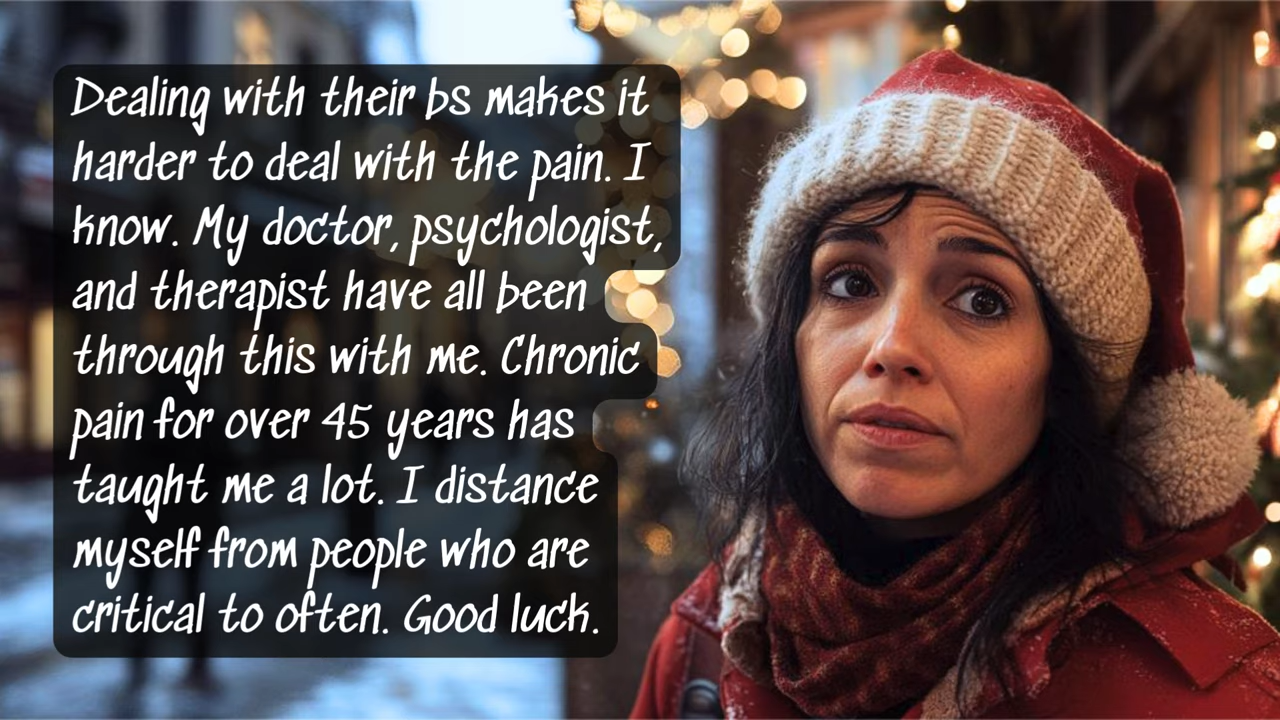 Dealing with their bs makes it
harder to deal with the pain. I
know. My doctor, psychologist,
and therapist have all been
through this with me. Chronic
pain for over 45 years has
taught me a lot. I distance
myself from people who are
critical to often. Good luck.